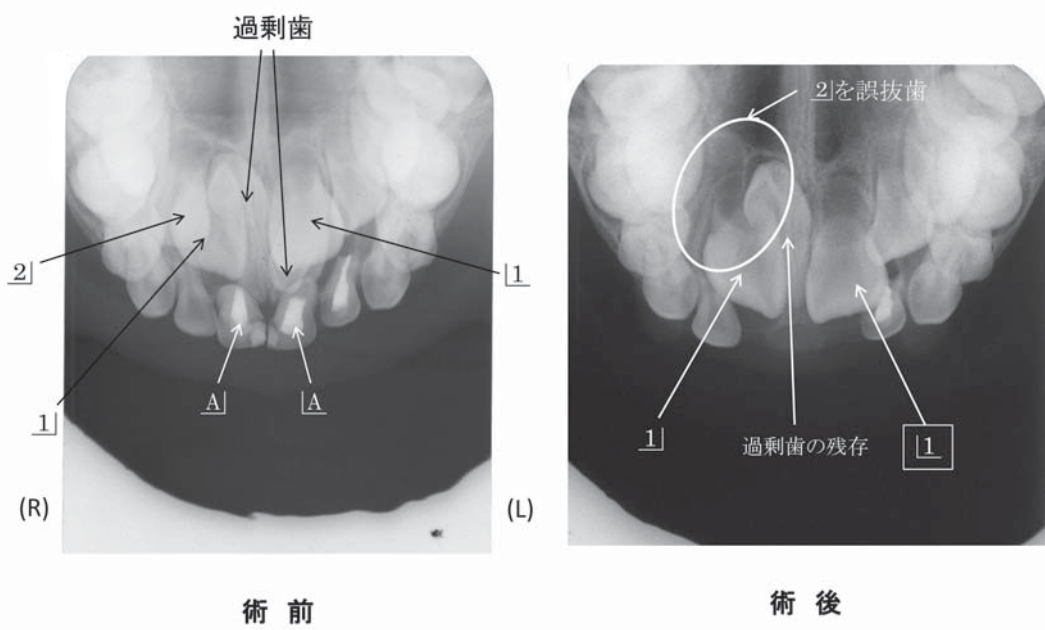 過剰歯
2|
1|
A|
|A
|1
(R)
(L)
術 前
2|を誤抜歯
1|
過剰歯の残存
|1
術 後